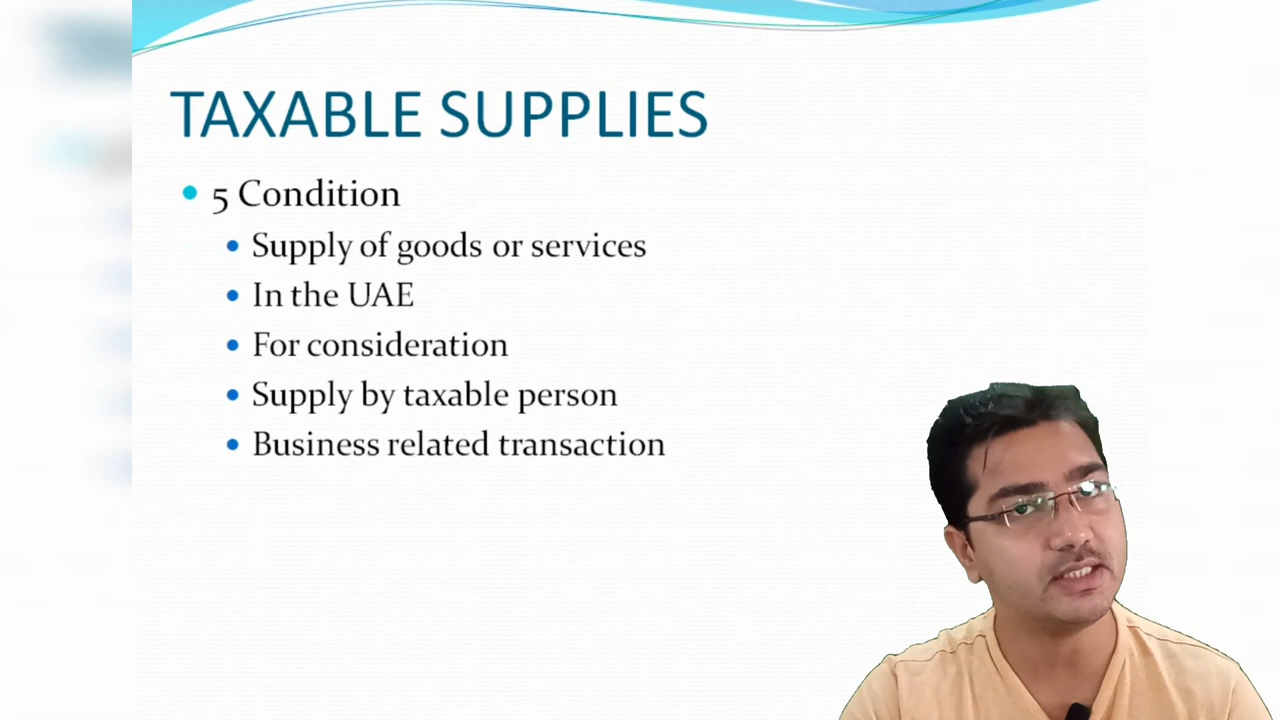 TAXABLE SUPPLIES
5 Condition
Supply of goods or services
In the UAE
For consideration
Supply by taxable person
Business related transaction